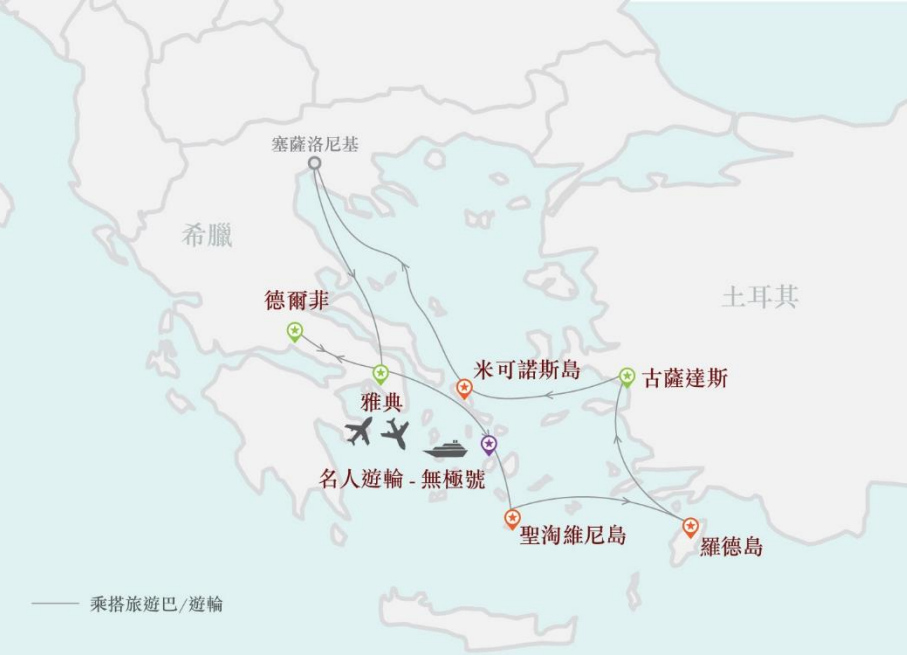 塞薩洛尼基
希臘
德爾菲
土耳其
米可諾斯島
古薩達斯
雅典
名人遊輪 - 無極號
聖淘維尼島
羅德島
乘搭旅遊巴/遊輪